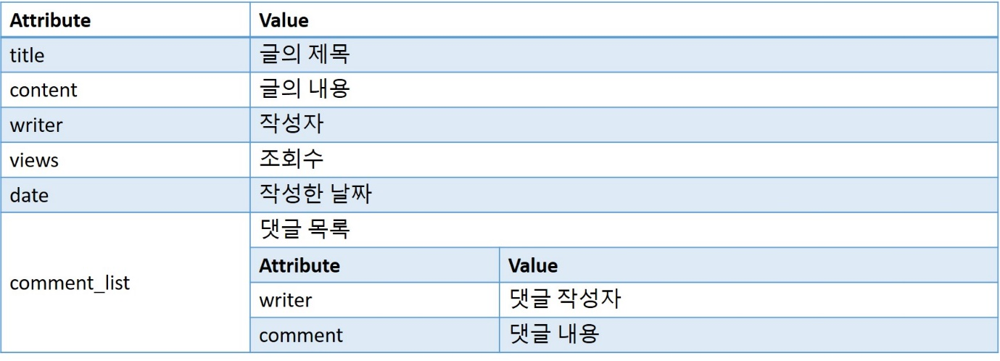 Attribute Value
title 글의 제목
content 글의 내용
writer 작성자
views 조회수
date 작성한 날짜
comment_list 댓글 목록
Attribute Value
writer 댓글 작성자
comment 댓글 내용